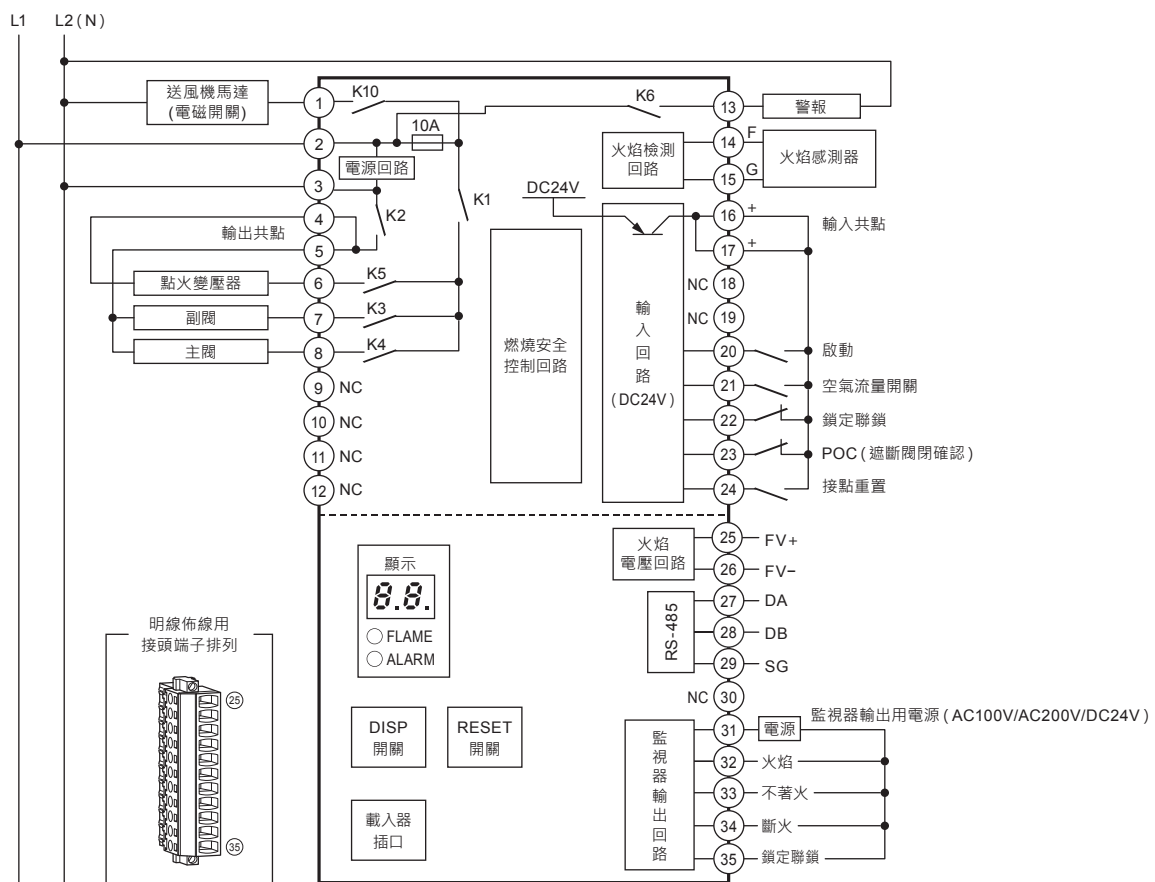 L1
L2(N)
送風機馬達
(電磁開關)
1
K10
K6
13
警報
2
10A
電源回路
3
火焰檢測
回路
14
F
15
G
火焰感測器
4
輸出共點
5
K2
K1
DC24V
16
+
輸入共點
17
+
點火變壓器
6
K5
NC
18
副閥
7
K3
NC
19
主閥
8
K4
燃燒安全
控制回路
輸
入
回
路
(DC24V)
20
啟動
9
NC
21
空氣流量開關
10
NC
22
鎖定聯鎖
11
NC
23
POC(遮斷閥閉確認)
12
NC
24
接點重置
火焰
電壓回路
25
FV+
26
FV−
顯示
8.8.
FLAME
ALARM
RS-485
27
DA
28
DB
29
SG
明線佈線用
接頭端子排列
25
35
NC
30
DISP
開關
RESET
開關
載入器
插口
監視器輸出用電源(AC100V/AC200V/DC24V)
監
視
器
輸
出
回
路
31
電源
32
火焰
33
不著火
34
斷火
35
鎖定聯鎖